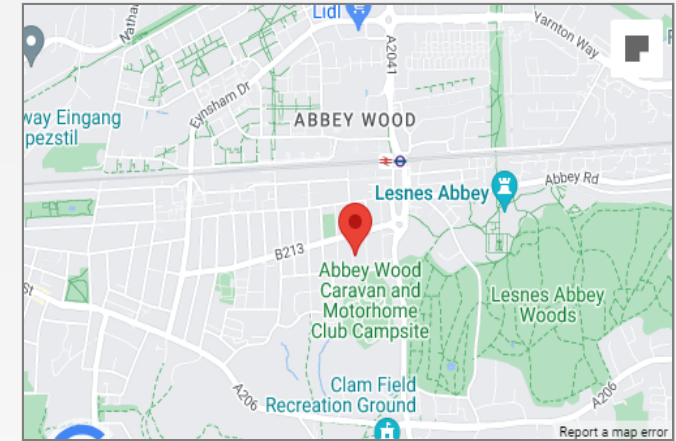 Lidl
Yarnton Way
A2041
Eynsham Dr
way Eingang
pezstil
ABBEY WOOD
Lesnes Abbey
Abbey Rd
B213
Abbey Wood
Caravan and
Motorhome
Club Campsite
Lesnes Abbey
Woods
St
A206
Clam Field
Recreation Ground
A206
Report a map error